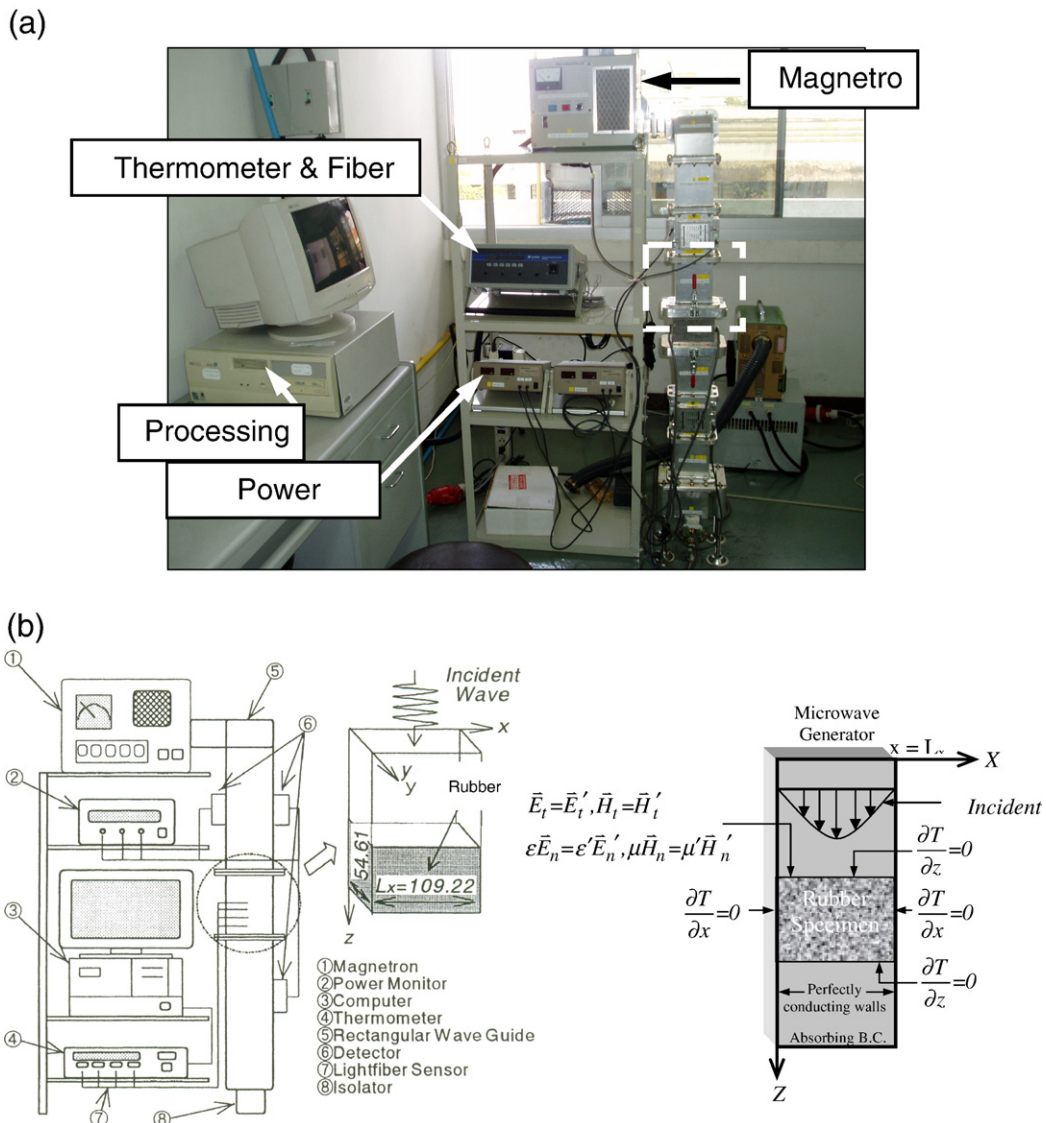 (a)
Magnetro
Thermometer & Fiber
Processing
Power
(b)
①
②
③
④
⑤
⑥
⑦
⑧
Incident
Wave
x
y
y
Rubber
54.61
Lx=109.22
z
①Magnetron
②Power Monitor
③Computer
④Thermometer
⑤Rectangular Wave Guide
⑥Detector
⑦Lightfiber Sensor
⑧Isolator
Microwave
Generator
X
Incident
E⃗t=E⃗t′,H⃗t=H⃗t′
εE⃗n=ε′E⃗n′,μH⃗n=μ′H⃗n′
∂T/∂z=0
∂T/∂x=0
Rubber
Specimen
∂T/∂x=0
∂T/∂z=0
Perfectly
conducting walls
Absorbing B.C.
Z